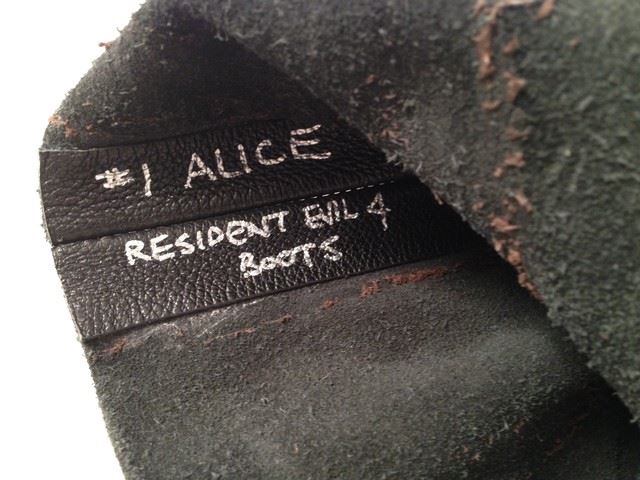 #1 ALICE
RESIDENT EVIL 4
BOOTS